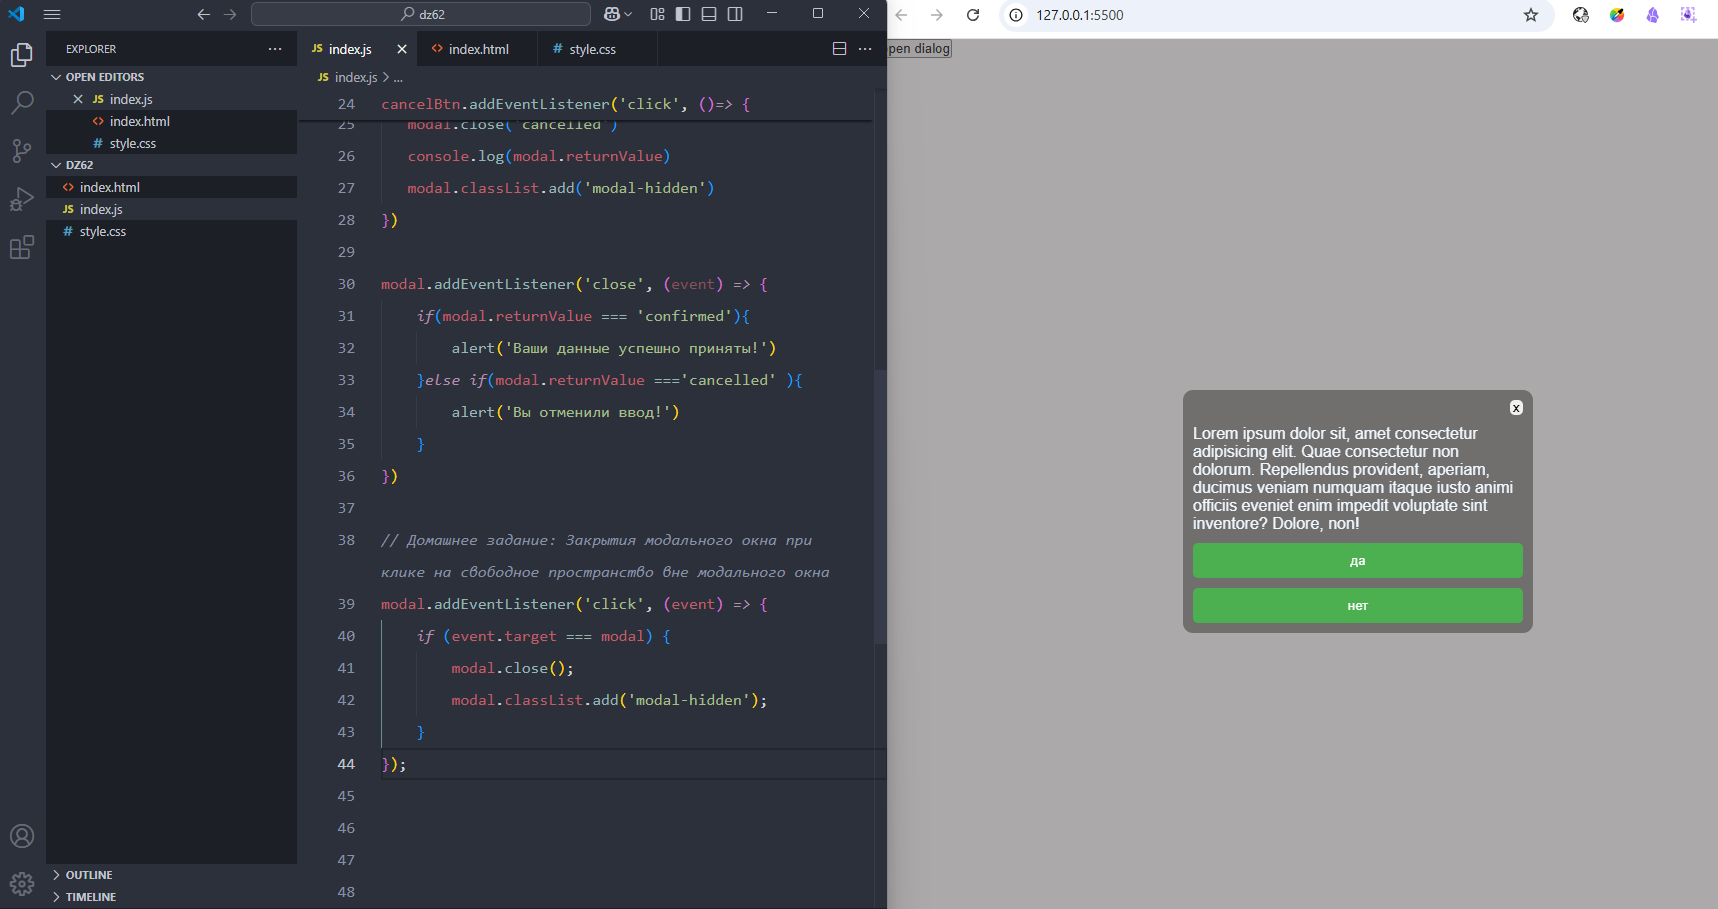 dz62
EXPLORER
OPEN EDITORS
JS index.js
<> index.html
# style.css
DZ62
<> index.html
JS index.js
# style.css
OUTLINE
TIMELINE
JS index.js
<> index.html
# style.css
JS index.js > ...
24 cancelBtn.addEventListener('click', ()=> {
25 modal.close('cancelled')
26 console.log(modal.returnValue)
27 modal.classList.add('modal-hidden')
28 })
29
30 modal.addEventListener('close', (event) => {
31 if(modal.returnValue === 'confirmed'){
32 alert('Ваши данные успешно приняты!')
33 }else if(modal.returnValue ==='cancelled' ){
34 alert('Вы отменили ввод!')
35 }
36 })
37
38 // Домашнее задание: Закрытия модального окна при
клике на свободное пространство вне модального окна
39 modal.addEventListener('click', (event) => {
40 if (event.target === modal) {
41 modal.close();
42 modal.classList.add('modal-hidden');
43 }
44 });
45
46
47
48
127.0.0.1:5500
pen dialog
x
Lorem ipsum dolor sit, amet consectetur
adipisicing elit. Quae consectetur non
dolorum. Repellendus provident, aperiam,
ducimus veniam numquam itaque iusto animi
officiis eveniet enim impedit voluptate sint
inventore? Dolore, non!
да
нет